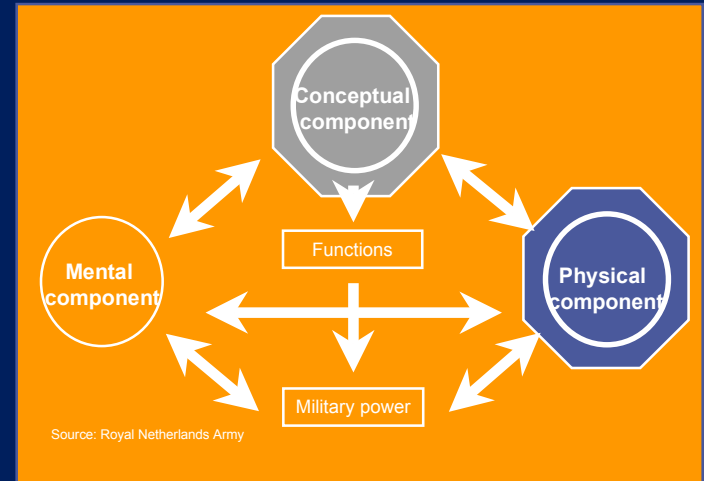 Conceptual
component
Functions
Mental
component
Physical
component
Military power
Source: Royal Netherlands Army